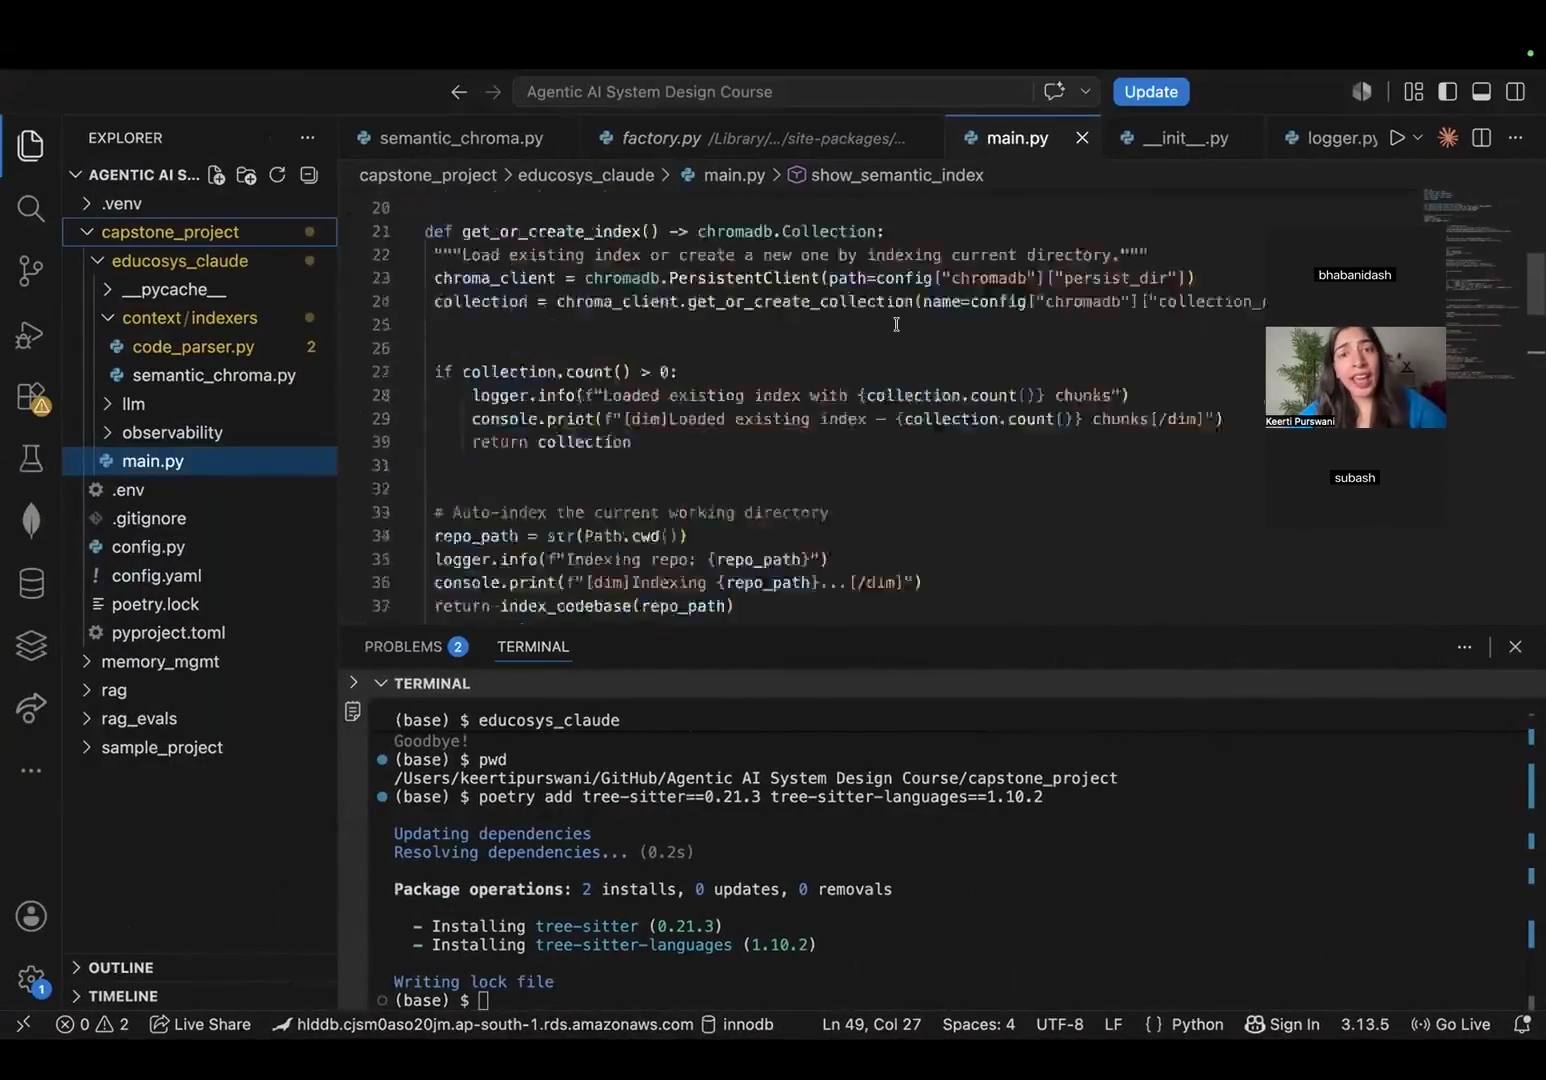 Agentic AI System Design Course
Update
EXPLORER
semantic_chroma.py
factory.py /Library/.../site-packages/...
main.py
__init__.py
logger.py
AGENTIC AI S...
capstone_project > educosys_claude > main.py > show_semantic_index
.venv
capstone_project
educosys_claude
__pycache__
context/indexers
code_parser.py 2
semantic_chroma.py
llm
observability
main.py
.env
.gitignore
config.py
config.yaml
poetry.lock
pyproject.toml
memory_mgmt
rag
rag_evals
sample_project
OUTLINE
TIMELINE
20
21 def get_or_create_index() -> chromadb.Collection:
22 """Load existing index or create a new one by indexing current directory."""
23 chroma_client = chromadb.PersistentClient(path=config["chromadb"]["persist_dir"])
24 collection = chroma_client.get_or_create_collection(name=config["chromadb"]["collection_
25
26
27 if collection.count() > 0:
28 logger.info(f"Loaded existing index with {collection.count()} chunks")
29 console.print(f"[dim]Loaded existing index — {collection.count()} chunks[/dim]")
30 return collection
31
32
33 # Auto-index the current working directory
34 repo_path = str(Path.cwd())
35 logger.info(f"Indexing repo: {repo_path}")
36 console.print(f"[dim]Indexing {repo_path}...[/dim]")
37 return index_codebase(repo_path)
bhabanidash
Keerti Purswani
subash
PROBLEMS 2 TERMINAL
TERMINAL
(base) $ educosys_claude
Goodbye!
(base) $ pwd
/Users/keertipurswani/GitHub/Agentic AI System Design Course/capstone_project
(base) $ poetry add tree-sitter==0.21.3 tree-sitter-languages==1.10.2
Updating dependencies
Resolving dependencies... (0.2s)
Package operations: 2 installs, 0 updates, 0 removals
– Installing tree-sitter (0.21.3)
– Installing tree-sitter-languages (1.10.2)
Writing lock file
(base) $
1
0 2 Live Share hlddb.cjsm0aso20jm.ap-south-1.rds.amazonaws.com innodb Ln 49, Col 27 Spaces: 4 UTF-8 LF { } Python Sign In 3.13.5 Go Live